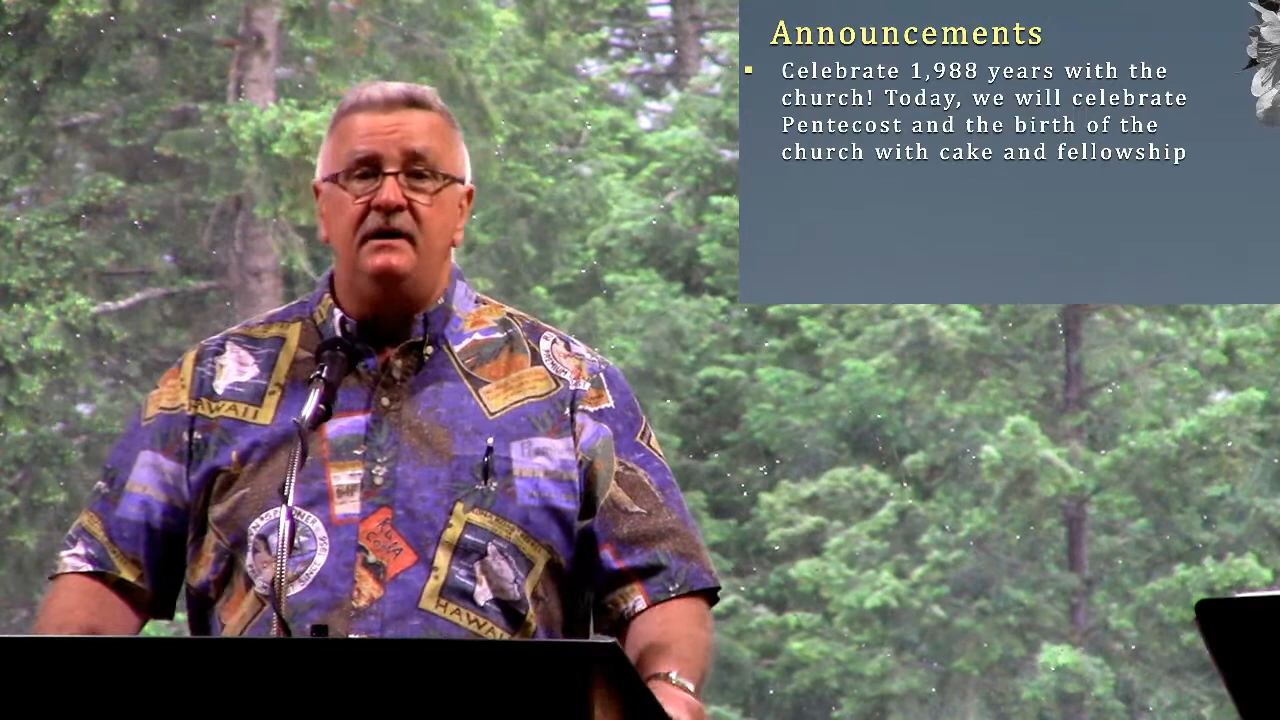 Announcements
▪ Celebrate 1,988 years with the
church! Today, we will celebrate
Pentecost and the birth of the
church with cake and fellowship
HAWAII
KONA
HAWAII